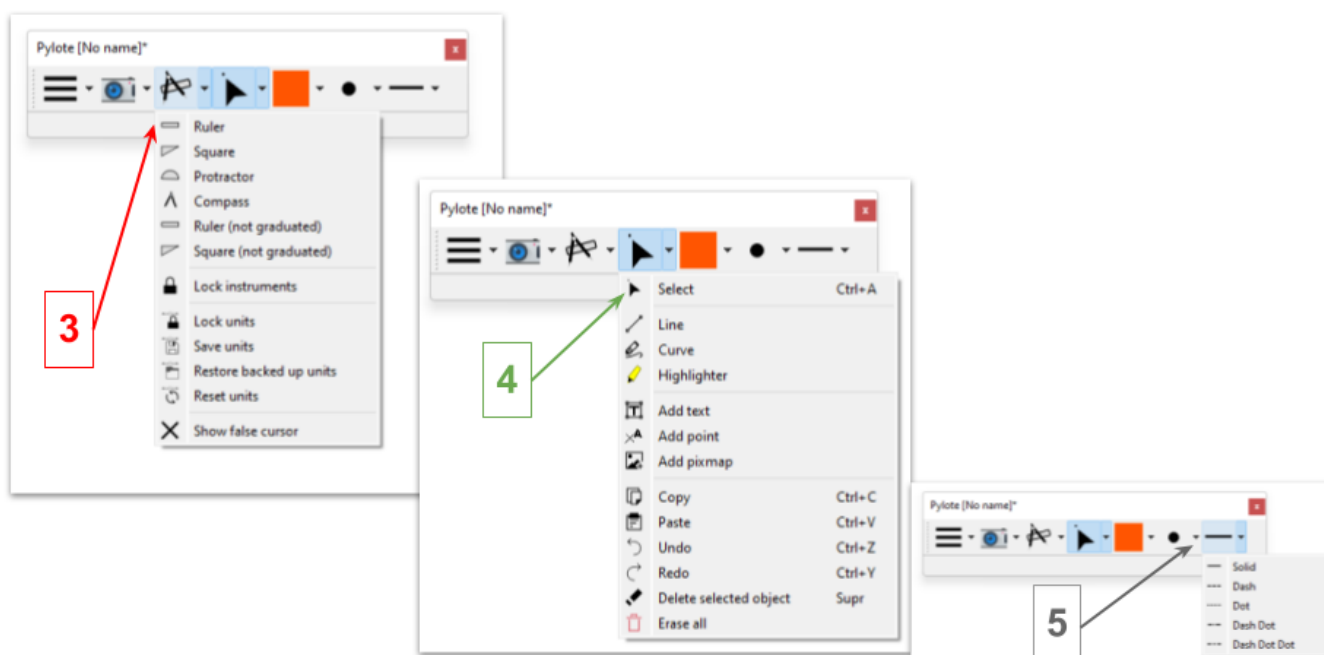 Pylote [No name]*
x
Ruler
Square
Protractor
Compass
Ruler (not graduated)
Square (not graduated)
Lock instruments
Lock units
Save units
Restore backed up units
Reset units
Show false cursor
3
Pylote [No name]*
x
Select Ctrl+A
Line
Curve
Highlighter
Add text
Add point
Add pixmap
Copy Ctrl+C
Paste Ctrl+V
Undo Ctrl+Z
Redo Ctrl+Y
Delete selected object Supr
Erase all
4
Pylote [No name]*
x
Solid
Dash
Dot
Dash Dot
Dash Dot Dot
5